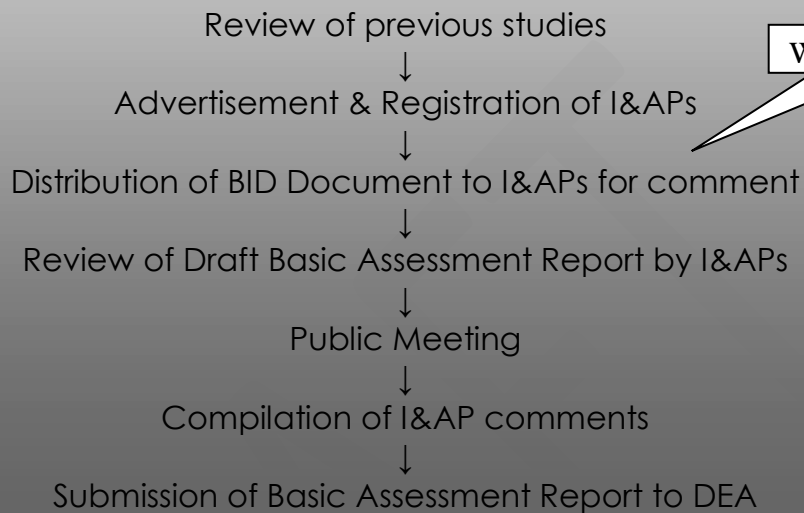 Review of previous studies
↓
Advertisement & Registration of I&APs
↓
Distribution of BID Document to I&APs for comment
↓
Review of Draft Basic Assessment Report by I&APs
↓
Public Meeting
↓
Compilation of I&AP comments
↓
Submission of Basic Assessment Report to DEA